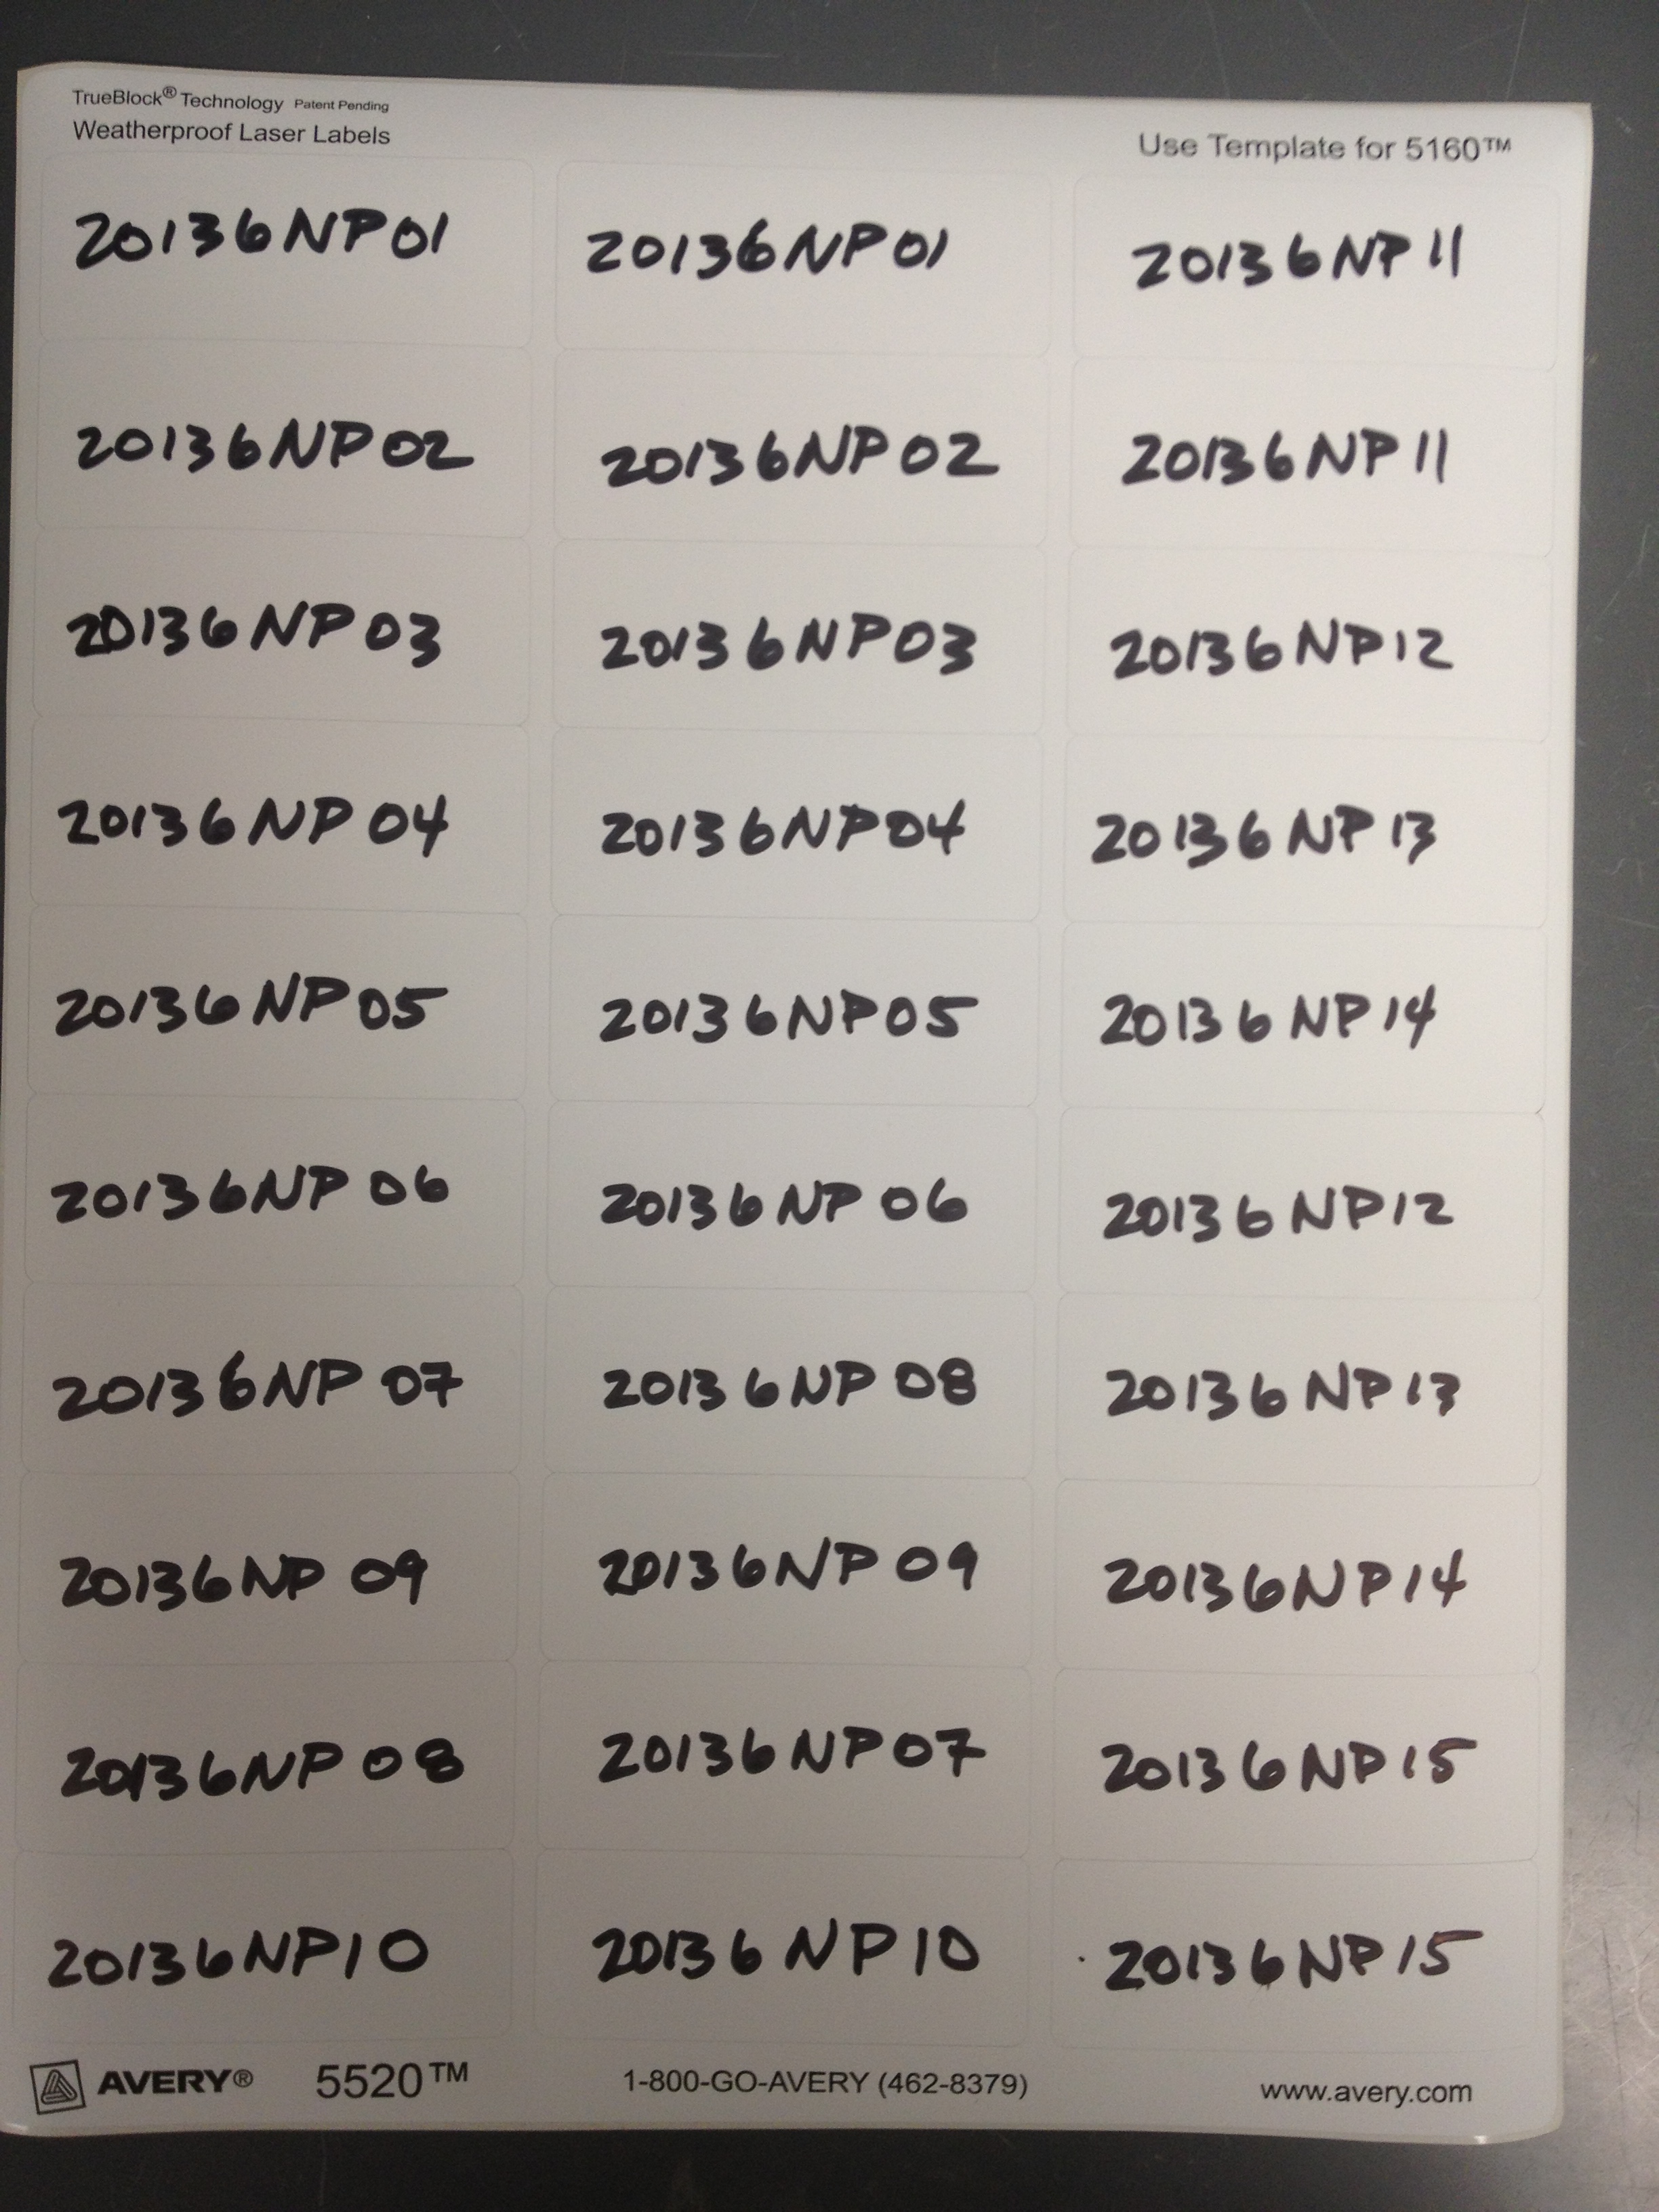 TrueBlock® Technology Patent Pending
Weatherproof Laser Labels
Use Template for 5160™
20136NP01 20136NP01 20136NP11
20136NP02 20136NP02 20136NP11
20136NP03 20136NP03 20136NP12
20136NP04 20136NP04 20136NP13
20136NP05 20136NP05 20136NP14
20136NP06 20136NP06 20136NP12
20136NP07 20136NP08 20136NP13
20136NP09 20136NP09 20136NP14
20136NP08 20136NP07 20136NP15
20136NP10 20136NP10 20136NP15
AVERY® 5520™ 1-800-GO-AVERY (462-8379) www.avery.com